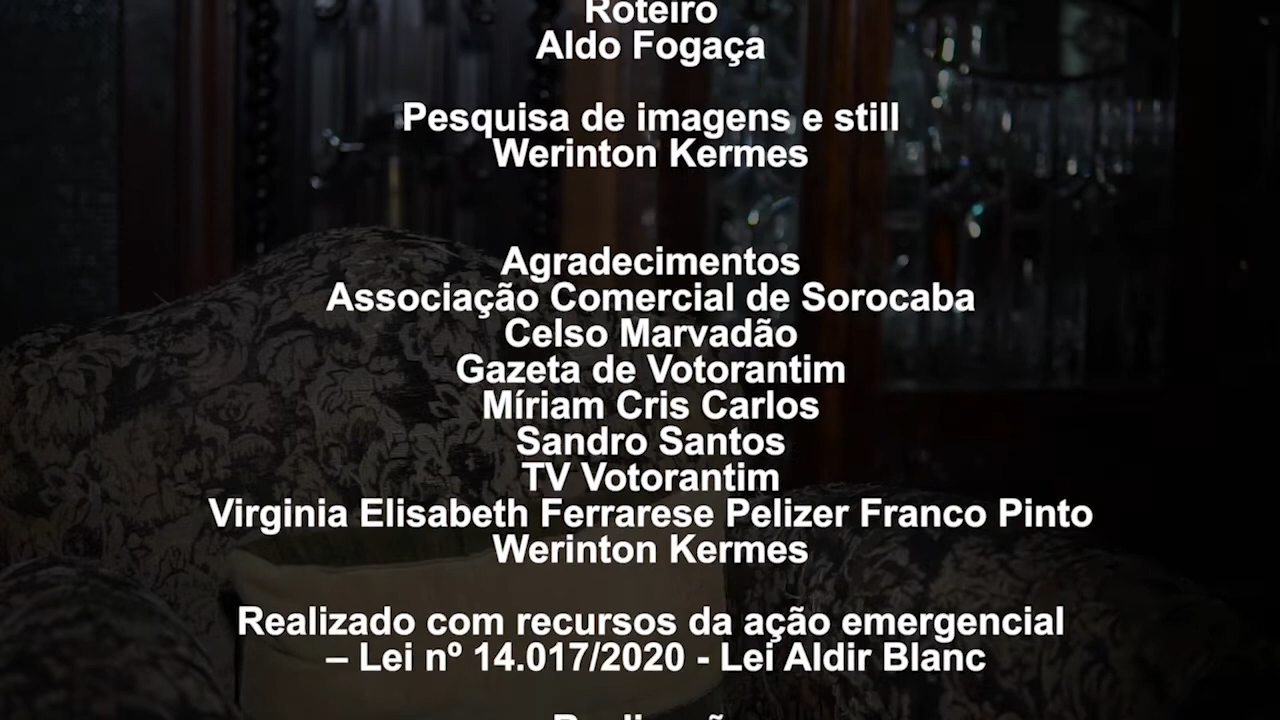 Roteiro
Aldo Fogaça
Pesquisa de imagens e still
Werinton Kermes
Agradecimentos
Associação Comercial de Sorocaba
Celso Marvadão
Gazeta de Votorantim
Míriam Cris Carlos
Sandro Santos
TV Votorantim
Virginia Elisabeth Ferrarese Pelizer Franco Pinto
Werinton Kermes
Realizado com recursos da ação emergencial
– Lei nº 14.017/2020 - Lei Aldir Blanc